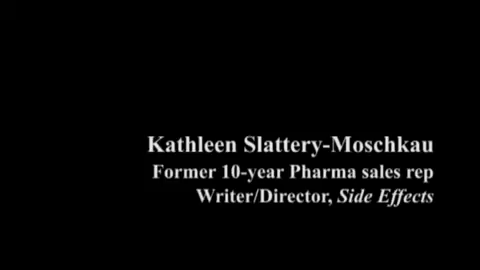 Kathleen Slattery-Moschkau
Former 10-year Pharma sales rep
Writer/Director, Side Effects